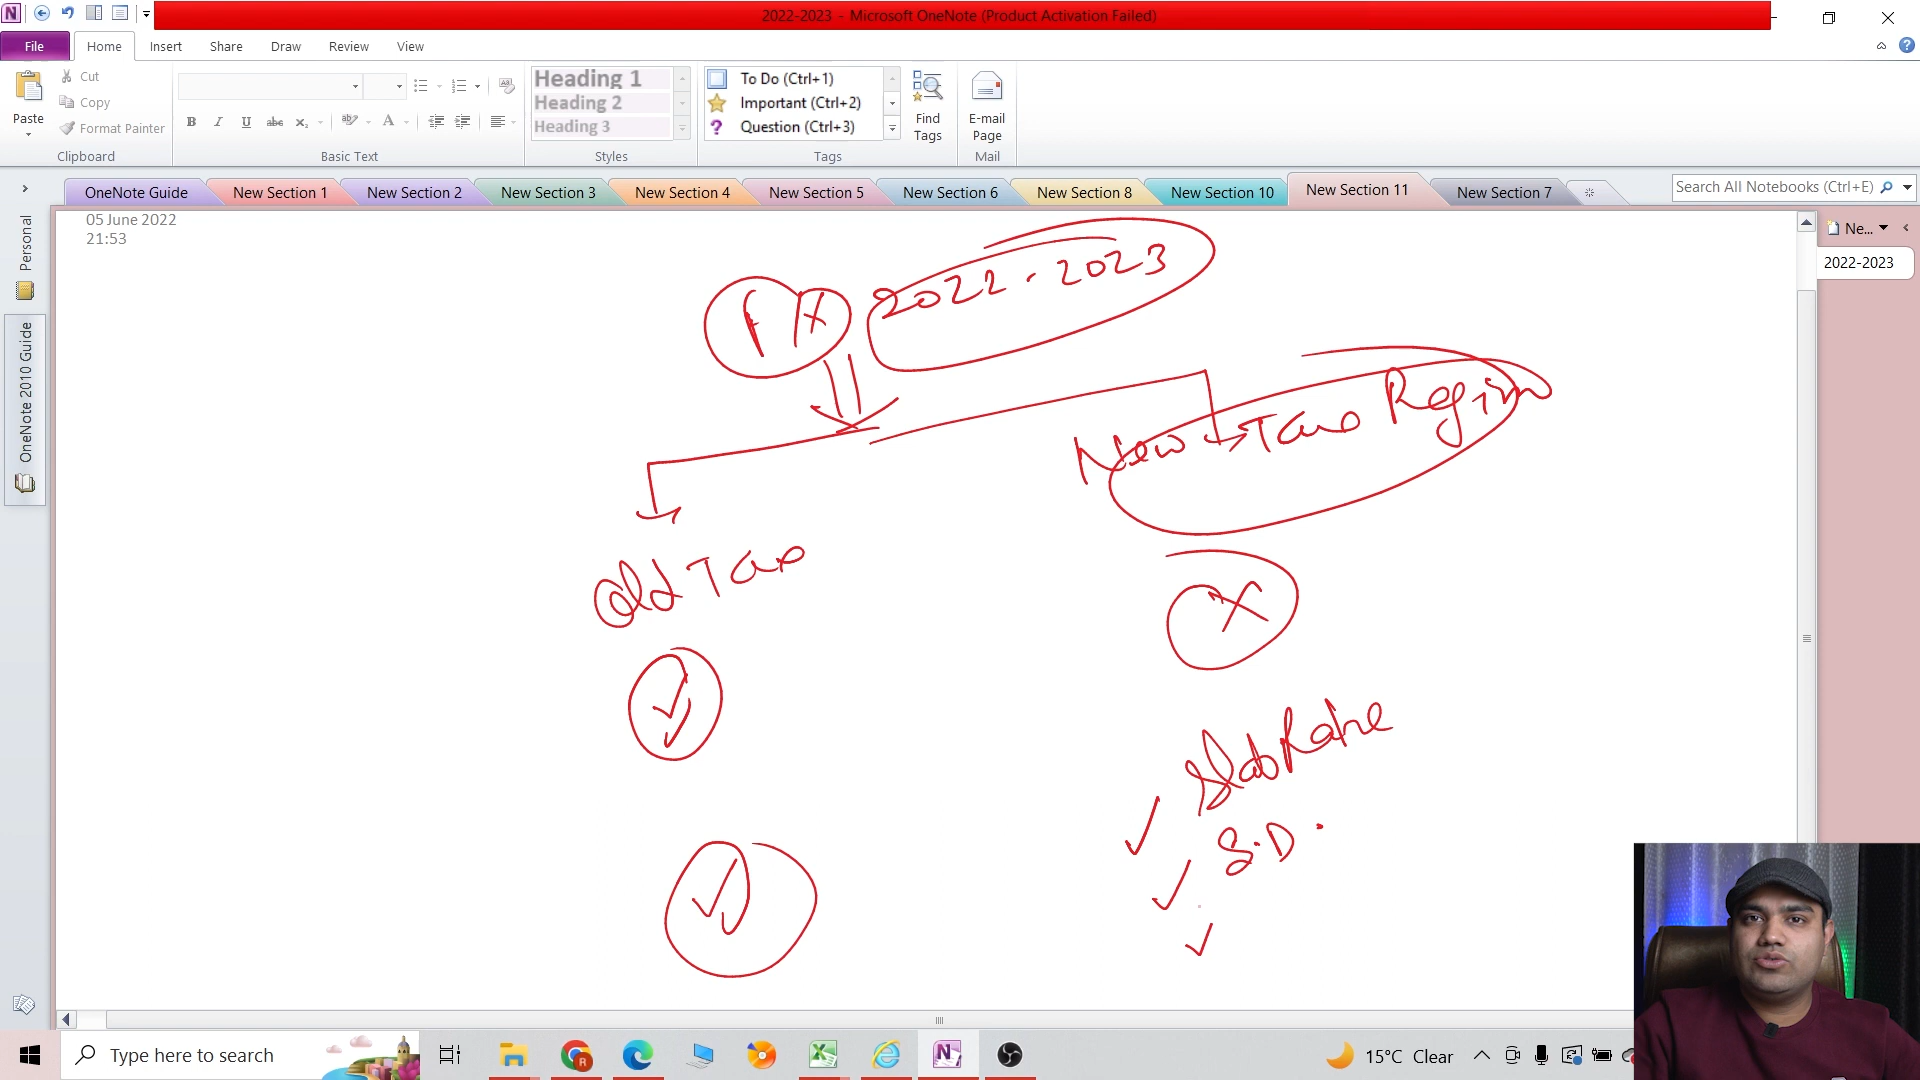 2022-2023 - Microsoft OneNote (Product Activation Failed)
File Home Insert Share Draw Review View
Cut
Copy
Format Painter
Paste
Clipboard
B I U abc x₂ A
Basic Text
Heading 1
Heading 2
Heading 3
Styles
To Do (Ctrl+1)
Important (Ctrl+2)
Question (Ctrl+3)
Tags
Find Tags
E-mail Page
Mail
OneNote Guide New Section 1 New Section 2 New Section 3 New Section 4 New Section 5 New Section 6 New Section 8 New Section 10 New Section 11 New Section 7
Search All Notebooks (Ctrl+E)
Personal
OneNote 2010 Guide
Ne...
2022-2023
05 June 2022
21:53
2022-2023
New Tax Regim
Old Tax
Slab Rate
S.D.
Type here to search
15°C Clear